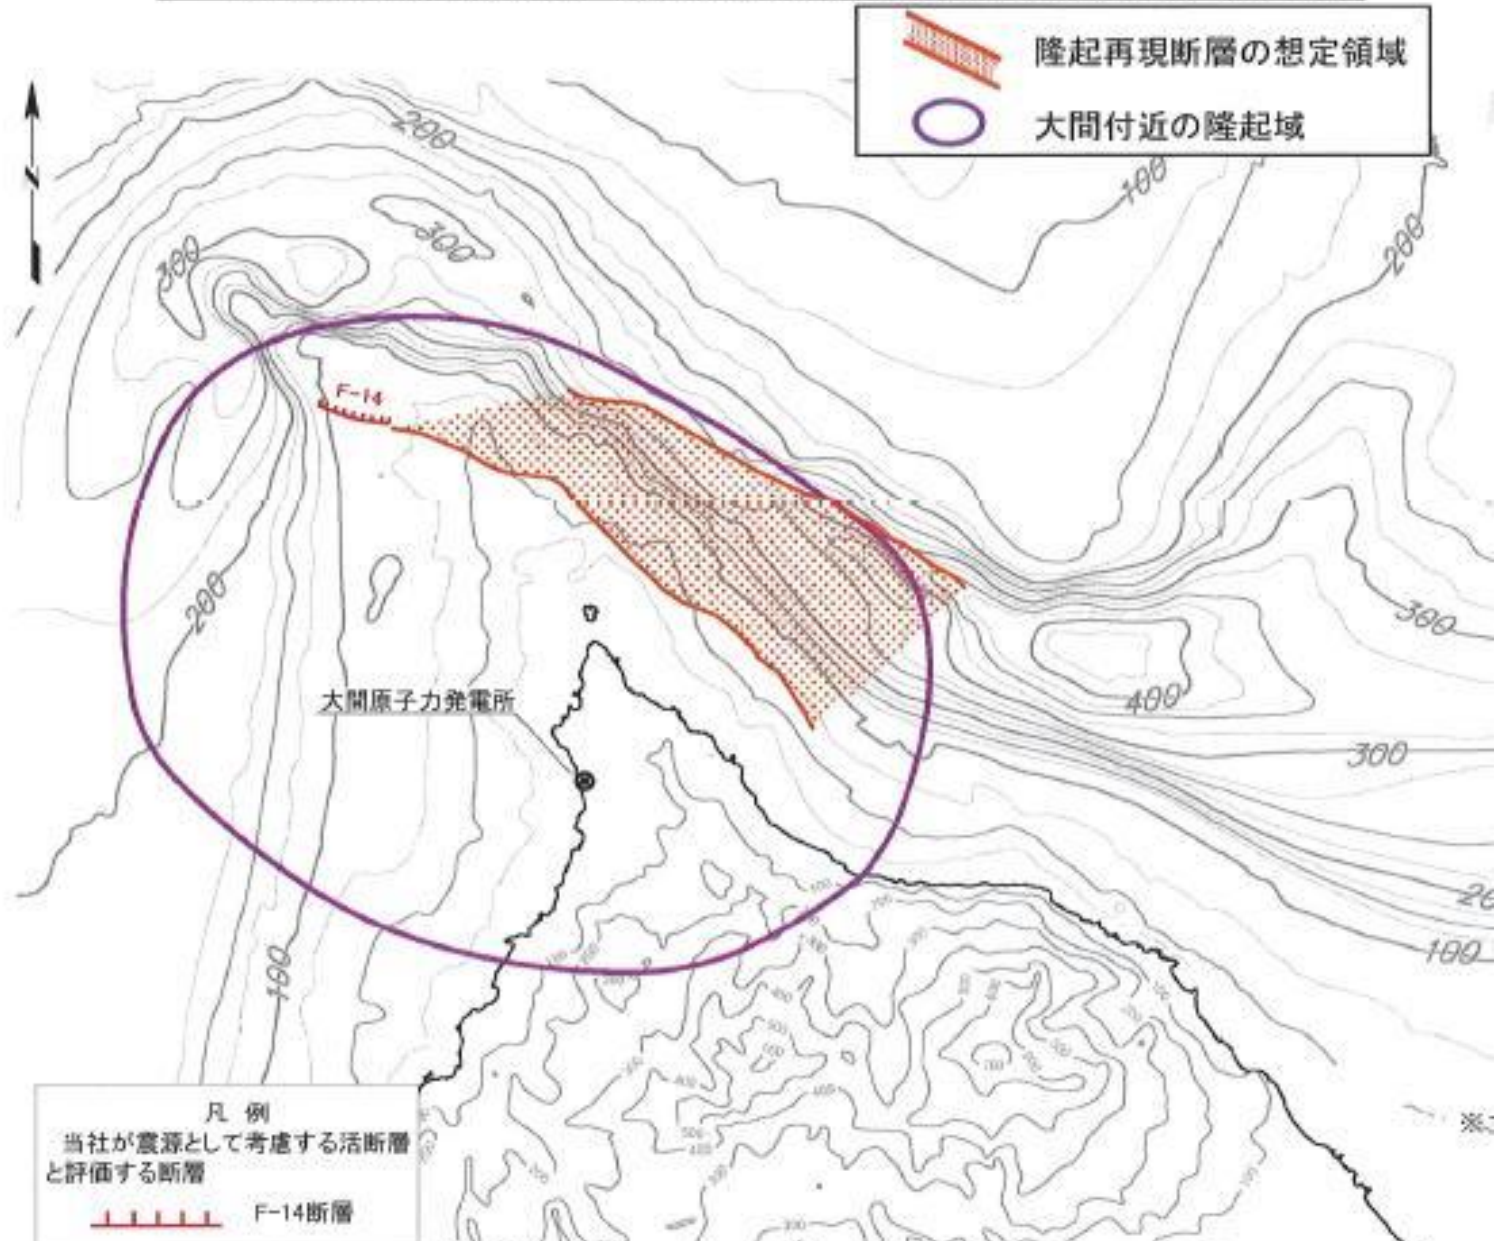 隆起再現断層の想定領域
大間付近の隆起域
N
200
100
200
300
300
F-14
200
300
400
大間原子力発電所
300
100
100
凡 例
当社が震源として考慮する活断層
と評価する断層
F-14断層